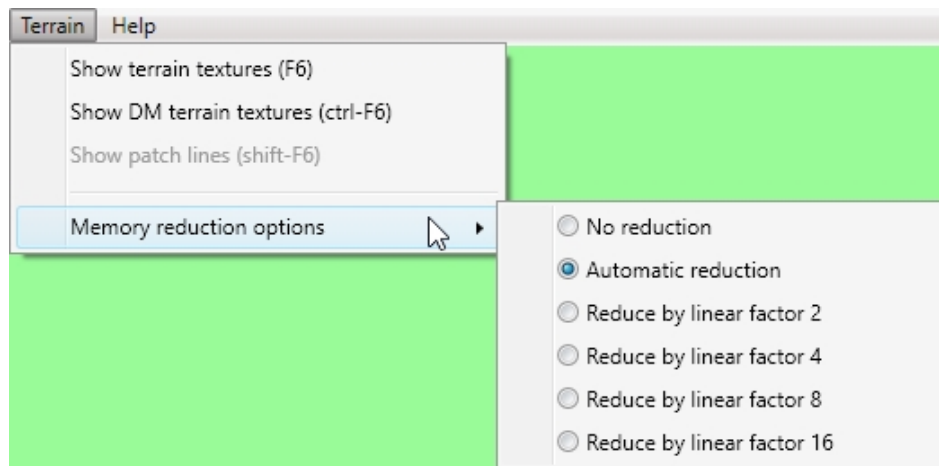 Terrain Help
Show terrain textures (F6)
Show DM terrain textures (ctrl-F6)
Show patch lines (shift-F6)
Memory reduction options
No reduction
Automatic reduction
Reduce by linear factor 2
Reduce by linear factor 4
Reduce by linear factor 8
Reduce by linear factor 16